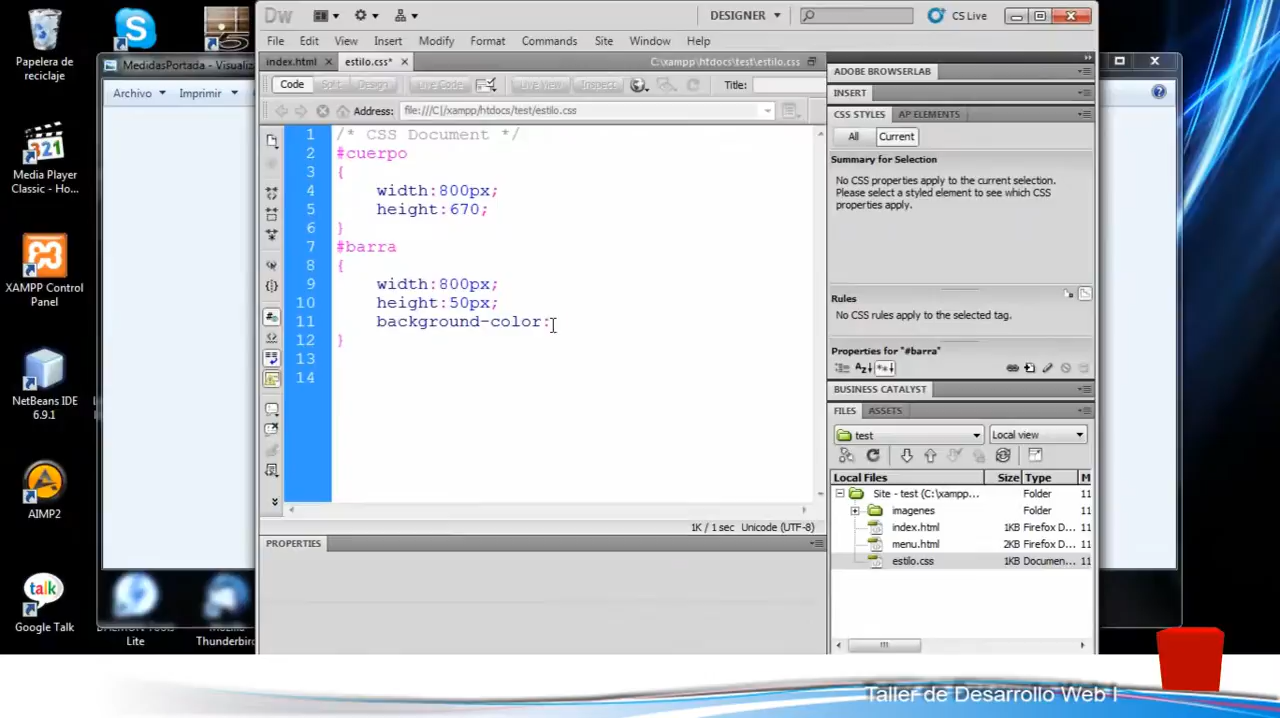 Papelera de
reciclaje
Media Player
Classic - Ho...
XAMPP Control
Panel
NetBeans IDE
6.9.1
AIMP2
talk
Google Talk
Lite
Thunderbird
MedidasPortada - Visualiz
Archivo
Imprimir
Dw
DESIGNER
CS Live
File Edit View Insert Modify Format Commands Site Window Help
index.html
estilo.css*
C:\xampp\htdocs\test\estilo.css
Code Split Design Live Code Live View Inspect Title:
Address: file:///C|/xampp/htdocs/test/estilo.css
1 /* CSS Document */
2 #cuerpo
3 {
4 width:800px;
5 height:670;
6 }
7 #barra
8 {
9 width:800px;
10 height:50px;
11 background-color:
12 }
13
14
1K / 1 sec Unicode (UTF-8)
PROPERTIES
ADOBE BROWSERLAB
INSERT
CSS STYLES AP ELEMENTS
All Current
Summary for Selection
No CSS properties apply to the current selection.
Please select a styled element to see which CSS
properties apply.
Rules
No CSS rules apply to the selected tag.
Properties for "#barra"
BUSINESS CATALYST
FILES ASSETS
test Local view
Local Files Size Type M
Site - test (C:\xampp... Folder 11
imagenes Folder 11
index.html 1KB Firefox D... 11
menu.html 2KB Firefox D... 11
estilo.css 1KB Documen... 11
Taller de Desarrollo Web I